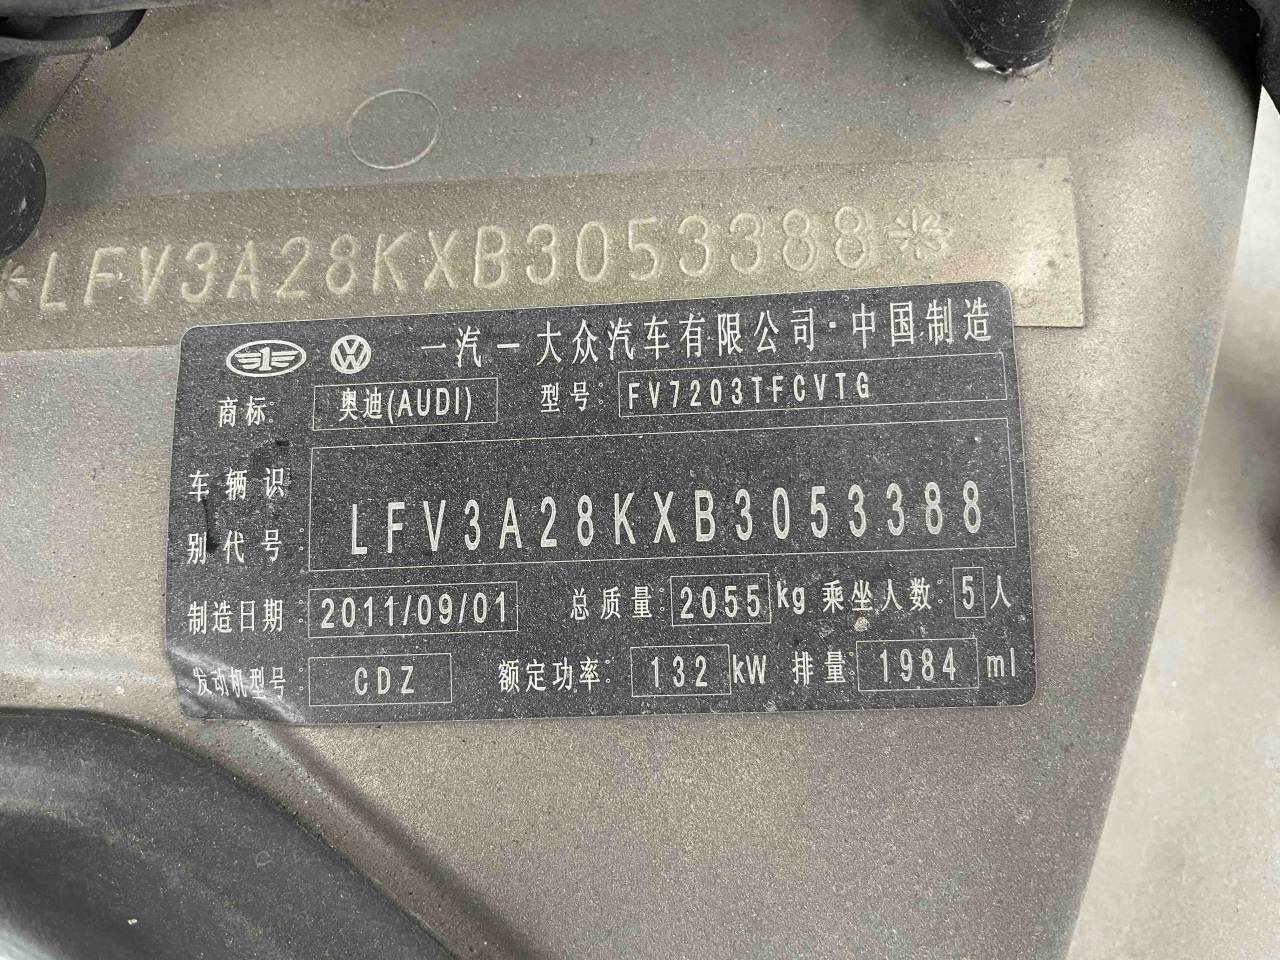 *LFV3A28KXB3053388*
一汽－大众汽车有限公司·中国制造
商标: 奥迪(AUDI) 型号: FV7203TFCVTG
车辆识
别代号: LFV3A28KXB3053388
制造日期: 2011/09/01 总质量: 2055 kg 乘坐人数: 5 人
发动机型号: CDZ 额定功率: 132 kW 排量: 1984 ml